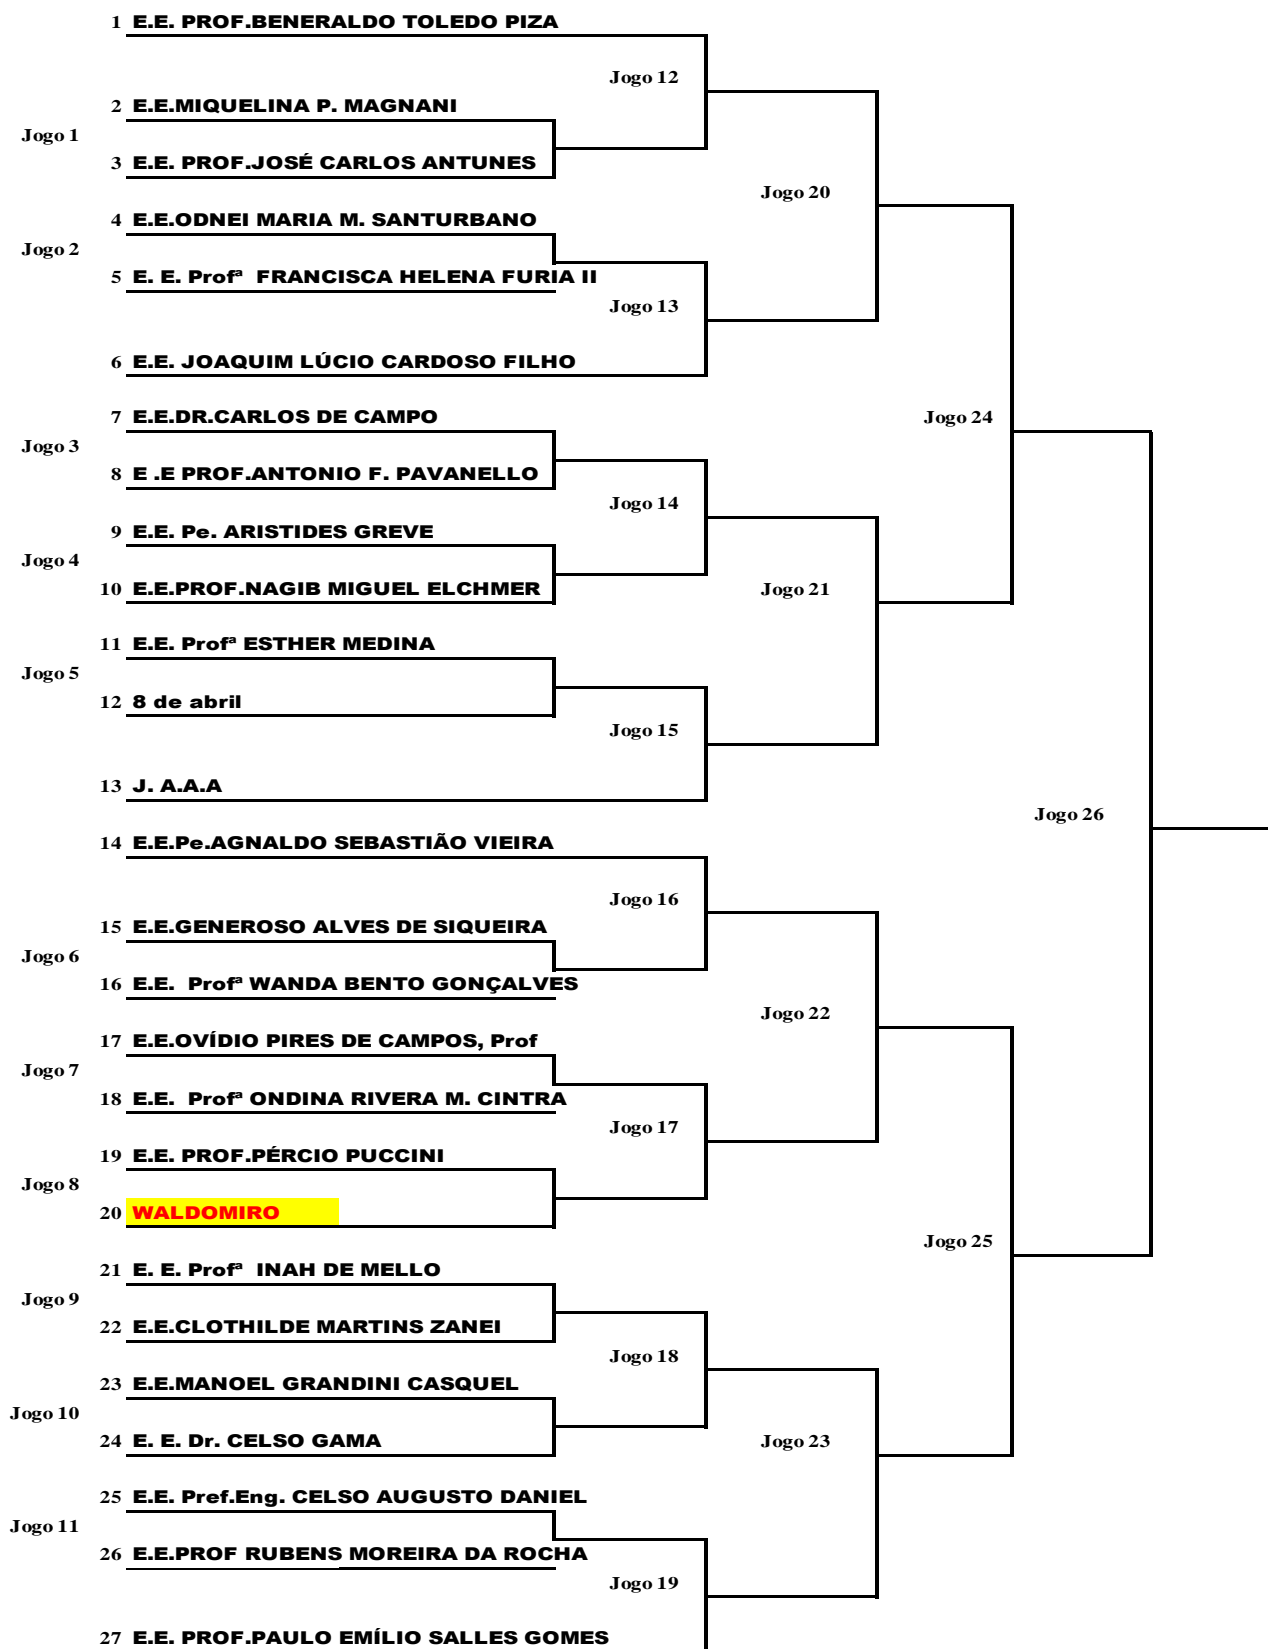 1 E.E. PROF.BENERALDO TOLEDO PIZA
Jogo 12
2 E.E.MIQUELINA P. MAGNANI
Jogo 1
3 E.E. PROF.JOSÉ CARLOS ANTUNES
Jogo 20
4 E.E.ODNEI MARIA M. SANTURBANO
Jogo 2
5 E. E. Profª  FRANCISCA HELENA FURIA II
Jogo 13
6 E.E. JOAQUIM LÚCIO CARDOSO FILHO
7 E.E.DR.CARLOS DE CAMPO
Jogo 24
Jogo 3
8 E .E PROF.ANTONIO F. PAVANELLO
Jogo 14
9 E.E. Pe. ARISTIDES GREVE
Jogo 4
10 E.E.PROF.NAGIB MIGUEL ELCHMER
Jogo 21
11 E.E. Profª ESTHER MEDINA
Jogo 5
12 8 de abril
Jogo 15
13 J. A.A.A
Jogo 26
14 E.E.Pe.AGNALDO SEBASTIÃO VIEIRA
Jogo 16
15 E.E.GENEROSO ALVES DE SIQUEIRA
Jogo 6
16 E.E.  Profª WANDA BENTO GONÇALVES
Jogo 22
17 E.E.OVÍDIO PIRES DE CAMPOS, Prof
Jogo 7
18 E.E.  Profª ONDINA RIVERA M. CINTRA
Jogo 17
19 E.E. PROF.PÉRCIO PUCCINI
Jogo 8
20 WALDOMIRO
Jogo 25
21 E. E. Profª  INAH DE MELLO
Jogo 9
22 E.E.CLOTHILDE MARTINS ZANEI
Jogo 18
23 E.E.MANOEL GRANDINI CASQUEL
Jogo 10
24 E. E. Dr. CELSO GAMA
Jogo 23
25 E.E. Pref.Eng. CELSO AUGUSTO DANIEL
Jogo 11
26 E.E.PROF RUBENS MOREIRA DA ROCHA
Jogo 19
27 E.E. PROF.PAULO EMÍLIO SALLES GOMES